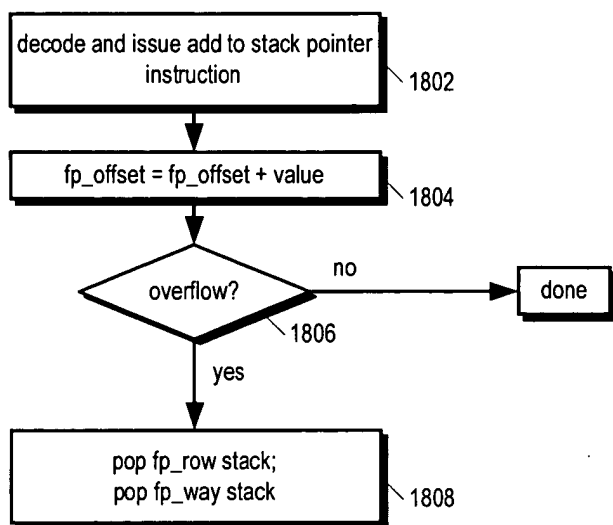 decode and issue add to stack pointer
instruction
1802
fp_offset = fp_offset + value
1804
overflow?
no
done
1806
yes
pop fp_row stack;
pop fp_way stack
1808